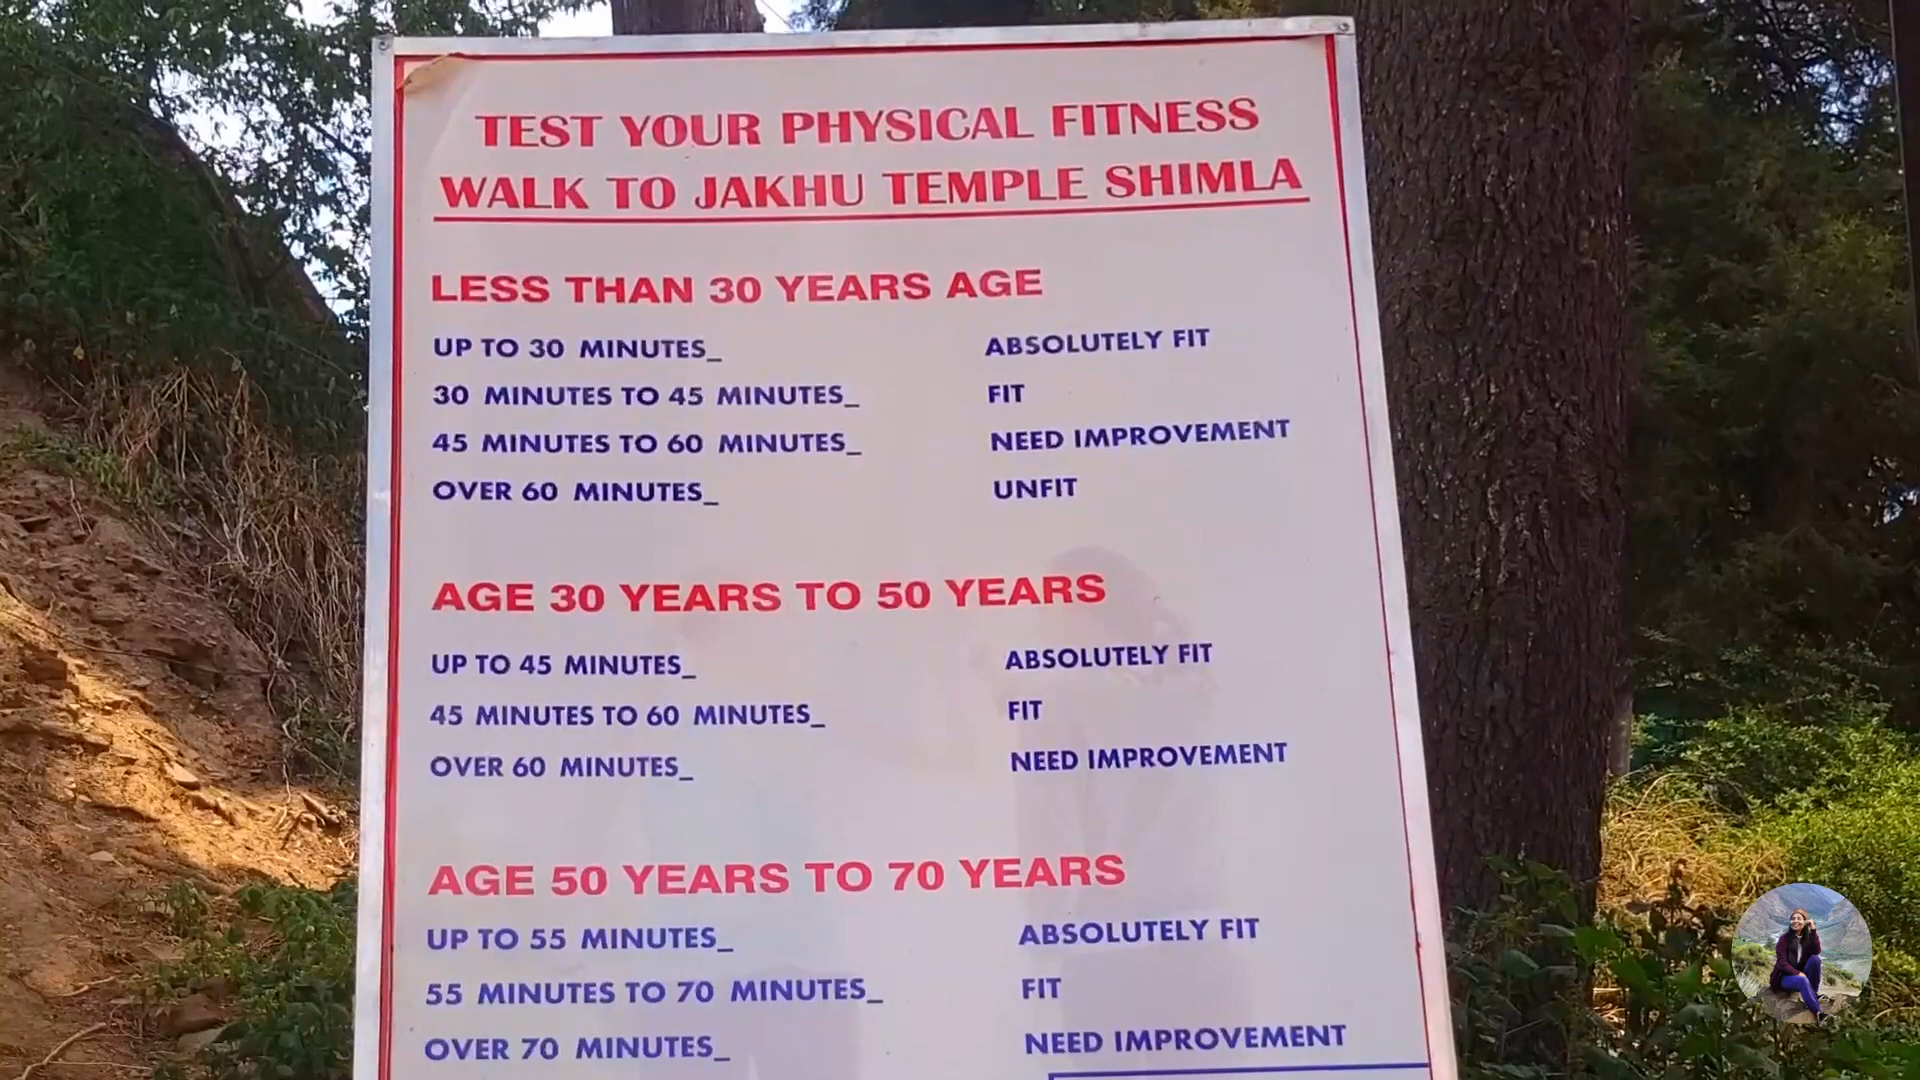 TEST YOUR PHYSICAL FITNESS
WALK TO JAKHU TEMPLE SHIMLA
LESS THAN 30 YEARS AGE
UP TO 30 MINUTES_ ABSOLUTELY FIT
30 MINUTES TO 45 MINUTES_ FIT
45 MINUTES TO 60 MINUTES_ NEED IMPROVEMENT
OVER 60 MINUTES_ UNFIT
AGE 30 YEARS TO 50 YEARS
UP TO 45 MINUTES_ ABSOLUTELY FIT
45 MINUTES TO 60 MINUTES_ FIT
OVER 60 MINUTES_ NEED IMPROVEMENT
AGE 50 YEARS TO 70 YEARS
UP TO 55 MINUTES_ ABSOLUTELY FIT
55 MINUTES TO 70 MINUTES_ FIT
OVER 70 MINUTES_ NEED IMPROVEMENT